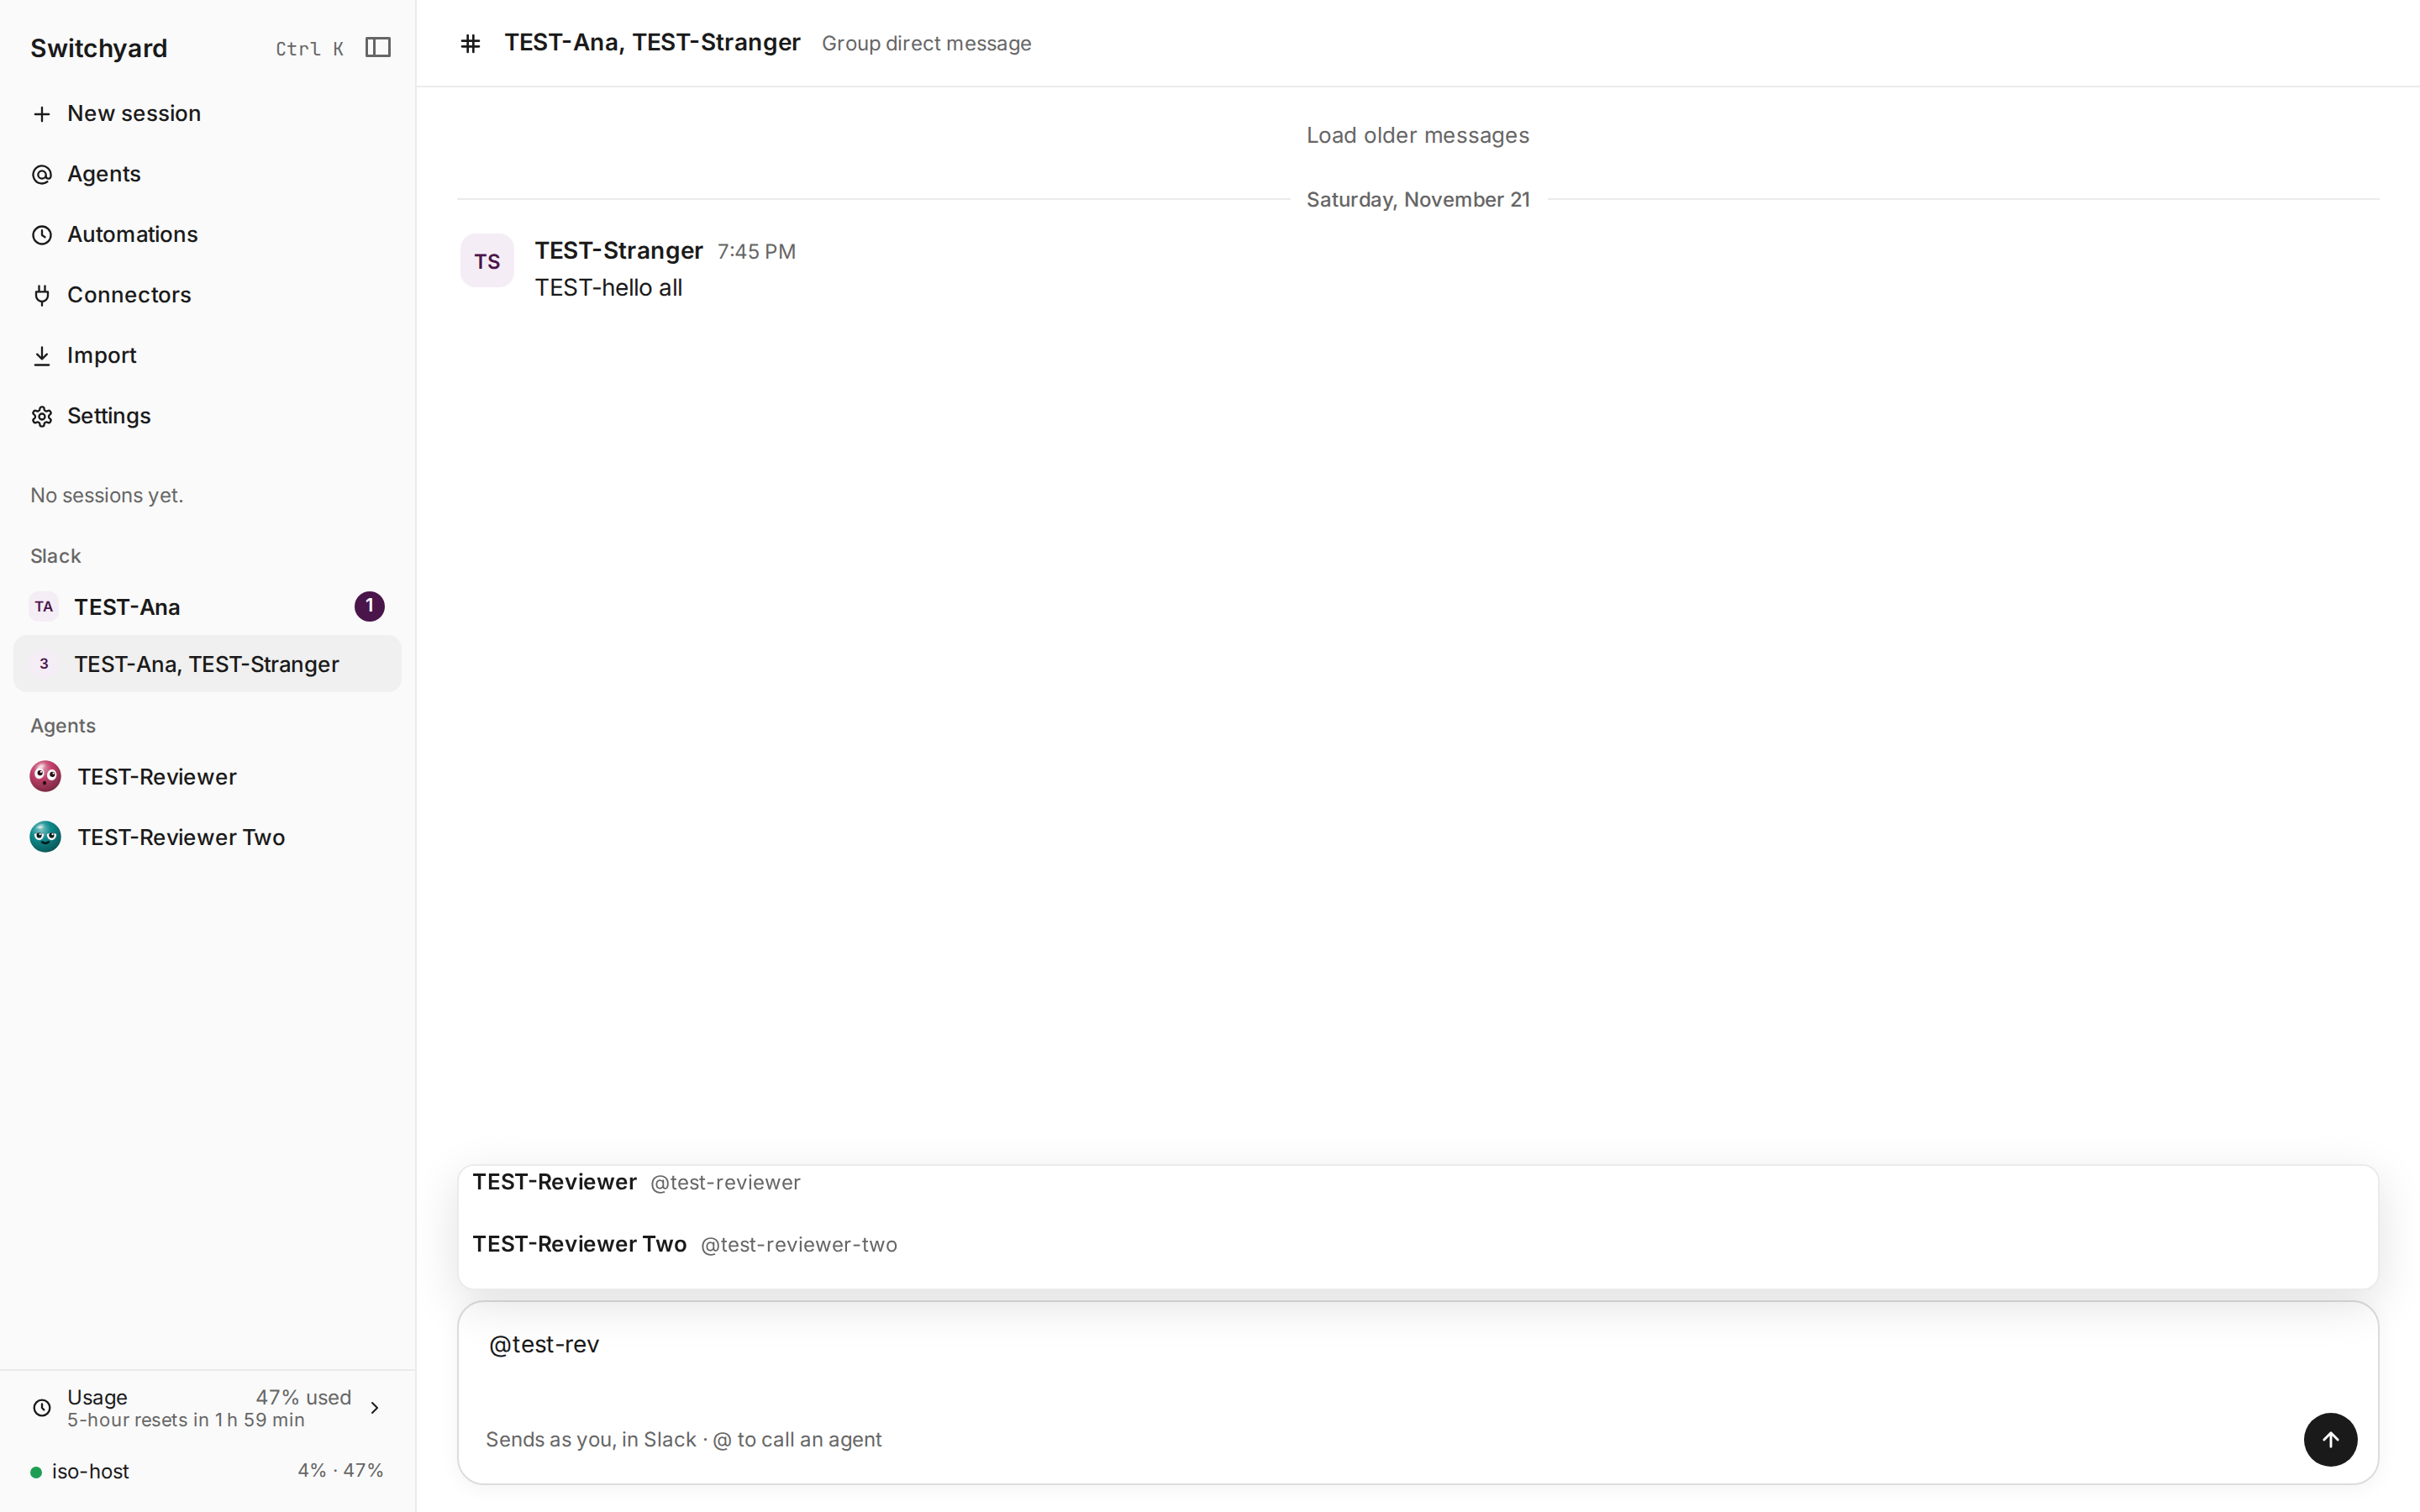 Switchyard Ctrl K
New session
Agents
Automations
Connectors
Import
Settings
No sessions yet.
Slack
TA TEST-Ana 1
3 TEST-Ana, TEST-Stranger
Agents
TEST-Reviewer
TEST-Reviewer Two
Usage 47% used
5-hour resets in 1 h 59 min
iso-host 4% · 47%
# TEST-Ana, TEST-Stranger Group direct message
Load older messages
Saturday, November 21
TS TEST-Stranger 7:45 PM
TEST-hello all
TEST-Reviewer @test-reviewer
TEST-Reviewer Two @test-reviewer-two
@test-rev
Sends as you, in Slack · @ to call an agent